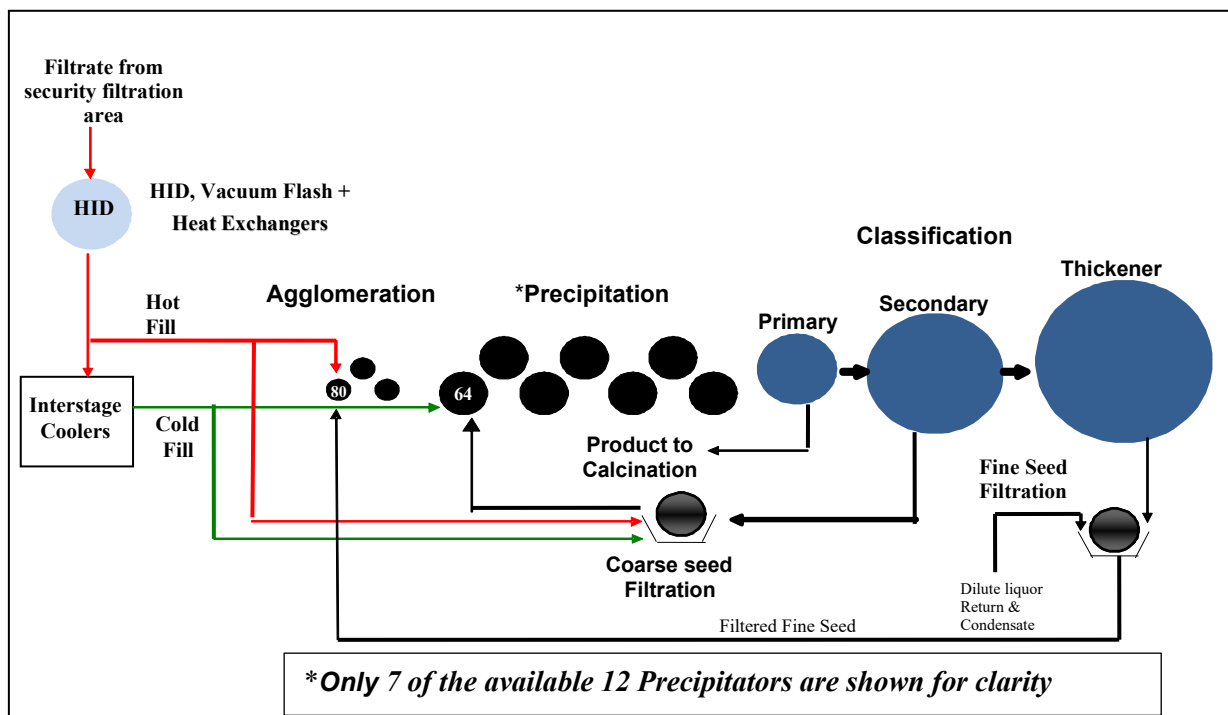 Filtrate from
security filtration
area
HID
HID, Vacuum Flash +
Heat Exchangers
Classification
Thickener
Agglomeration
*Precipitation
Secondary
Primary
Hot
Fill
80
64
Interstage
Coolers
Cold
Fill
Product to
Calcination
Fine Seed
Filtration
Coarse seed
Filtration
Dilute liquor
Return &
Condensate
Filtered Fine Seed
*Only 7 of the available 12 Precipitators are shown for clarity